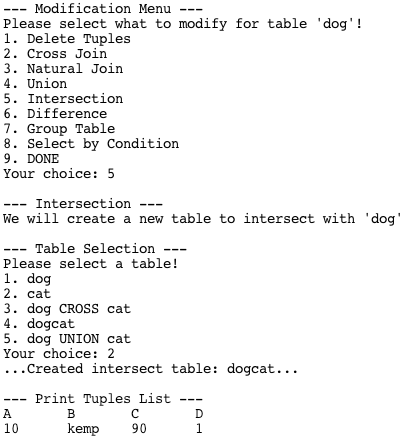 --- Modification Menu ---
Please select what to modify for table 'dog'!
1. Delete Tuples
2. Cross Join
3. Natural Join
4. Union
5. Intersection
6. Difference
7. Group Table
8. Select by Condition
9. DONE
Your choice: 5
--- Intersection ---
We will create a new table to intersect with 'dog'
--- Table Selection ---
Please select a table!
1. dog
2. cat
3. dog CROSS cat
4. dogcat
5. dog UNION cat
Your choice: 2
...Created intersect table: dogcat...
--- Print Tuples List ---
A B C D
10 kemp 90 1